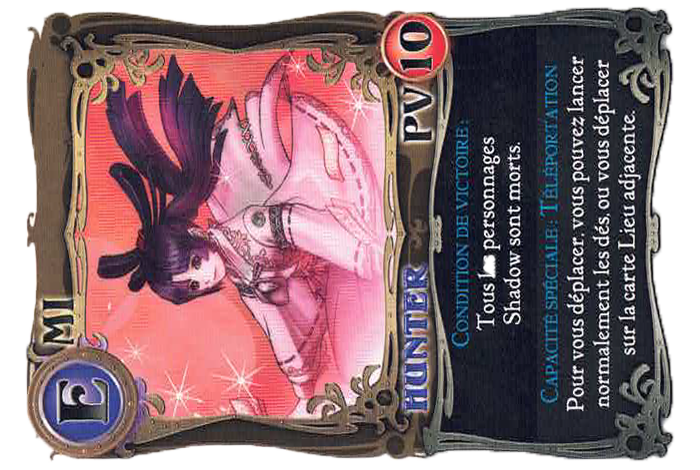 EMI
HUNTER PV 10
CONDITION DE VICTOIRE :
Tous personnages
Shadow sont morts.
CAPACITÉ SPÉCIALE : TÉLÉPORTATION
Pour vous déplacer, vous pouvez lancer
normalement les dés, ou vous déplacer
sur la carte Lieu adjacente.